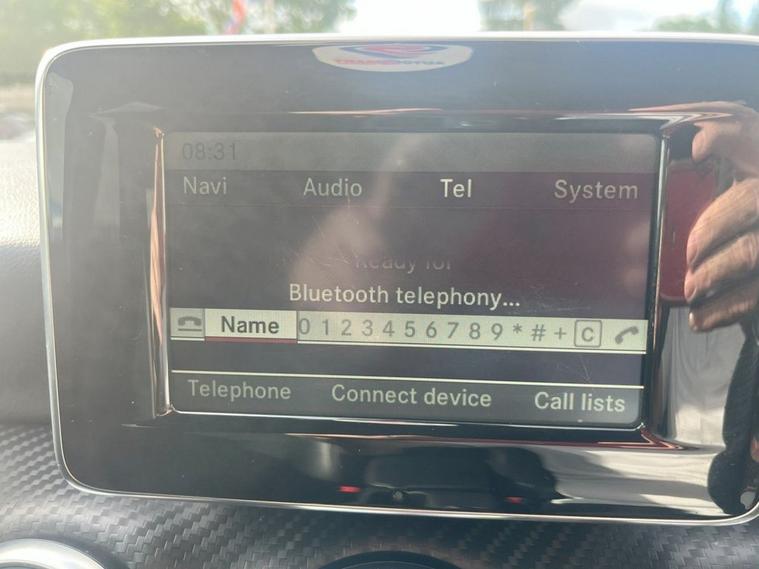 08:31
Navi Audio Tel System
Ready for
Bluetooth telephony...
Name 0 1 2 3 4 5 6 7 8 9 * # + C
Telephone Connect device Call lists